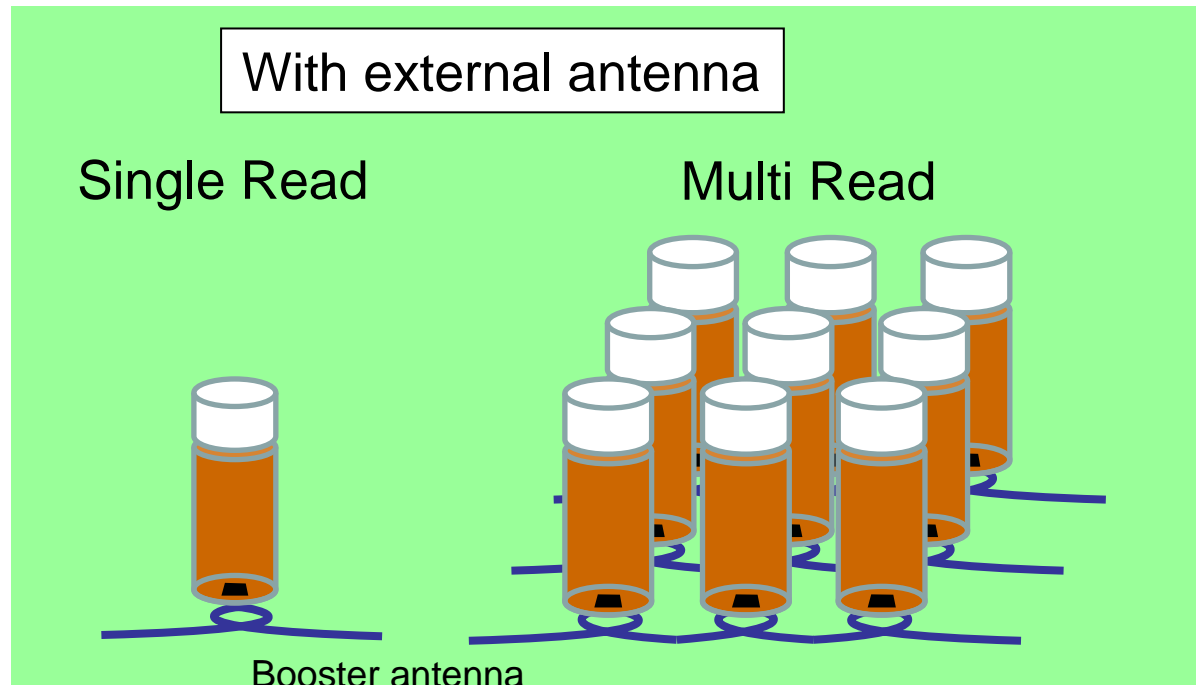 With external antenna
Single Read
Multi Read
Booster antenna